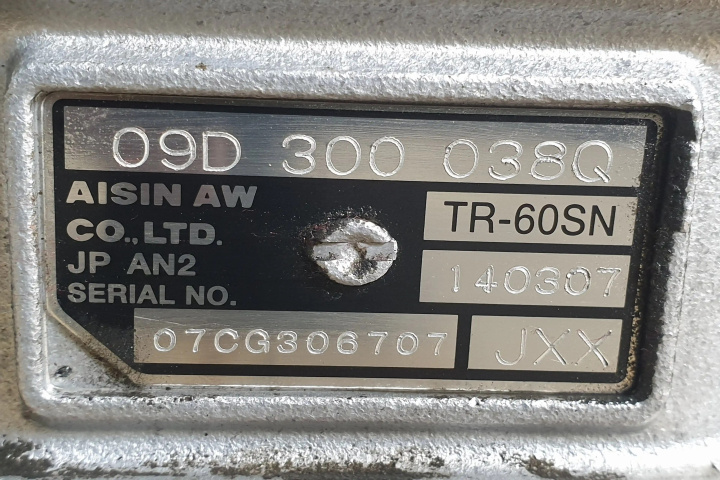 09D 300 038Q
AISIN AW
CO.,LTD.
TR-60SN
JP AN2
140307
SERIAL NO.
07CG306707
JXX